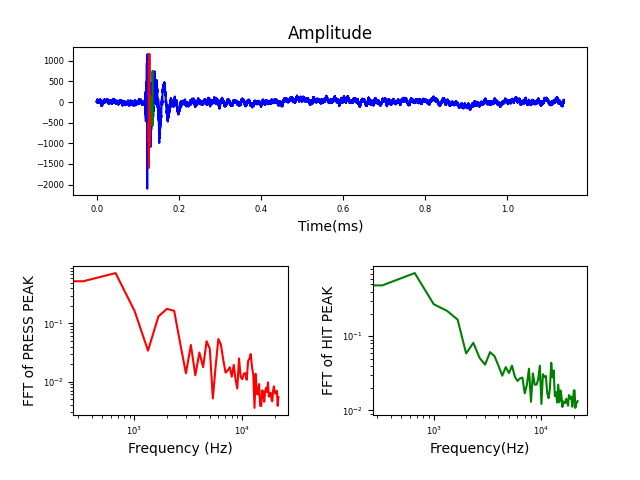 Amplitude
1000
500
0
−500
−1000
−1500
−2000
0.0 0.2 0.4 0.6 0.8 1.0
Time(ms)
FFT of PRESS PEAK
10⁻¹
10⁻²
10³ 10⁴
Frequency (Hz)
FFT of HIT PEAK
10⁻¹
10⁻²
10³ 10⁴
Frequency(Hz)